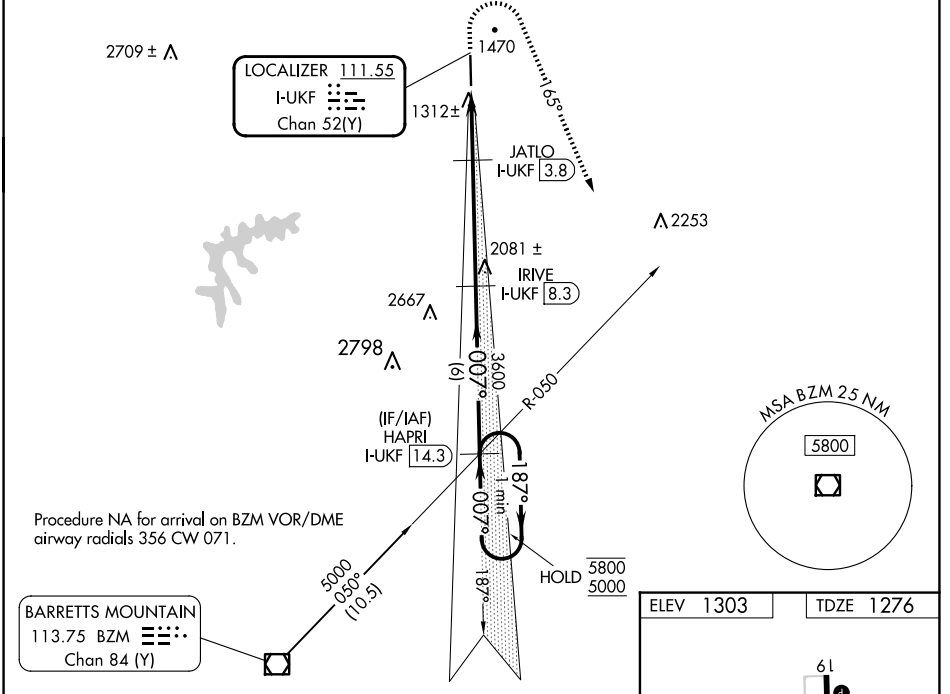 1470
2709 ±
LOCALIZER 111.55
I-UKF
Chan 52(Y)
1312±
165°
JATLO
I-UKF 3.8
2253
2081 ±
IRIVE
I-UKF 8.3
2667
2798
007°
3600
(6)
R-050
(IF/IAF)
HAPRI
I-UKF 14.3
187°
1 min
007°
187°
HOLD 5800
5000
MSA BZM 25 NM
5800
Procedure NA for arrival on BZM VOR/DME
airway radials 356 CW 071.
5000
050°
(10.5)
BARRETTS MOUNTAIN
113.75 BZM
Chan 84 (Y)
ELEV 1303
TDZE 1276
19